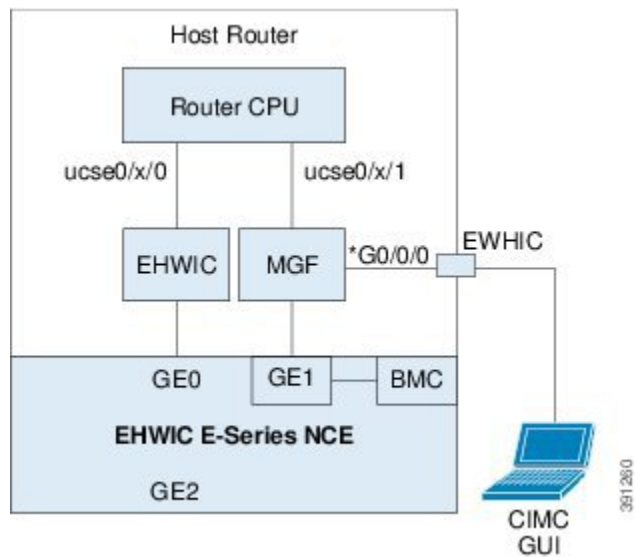 Host Router
Router CPU
ucse0/x/0
ucse0/x/1
EHWIC
MGF
*G0/0/0
EWHIC
GE0
GE1
BMC
EHWIC E-Series NCE
GE2
CIMC
GUI
391260